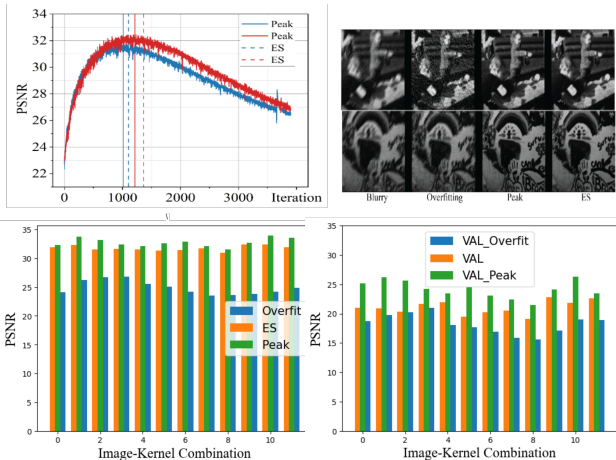 34
32
30
28
26
24
22
PSNR
Peak
Peak
ES
ES
0
1000
2000
3000
Iteration
Blurry
Overfitting
Peak
ES
35
30
25
20
15
10
5
0
PSNR
Overfit
ES
Peak
0
2
4
6
8
10
Image-Kernel Combination
35
30
25
20
15
10
5
0
PSNR
VAL_Overfit
VAL
VAL_Peak
0
2
4
6
8
10
Image-Kernel Combination